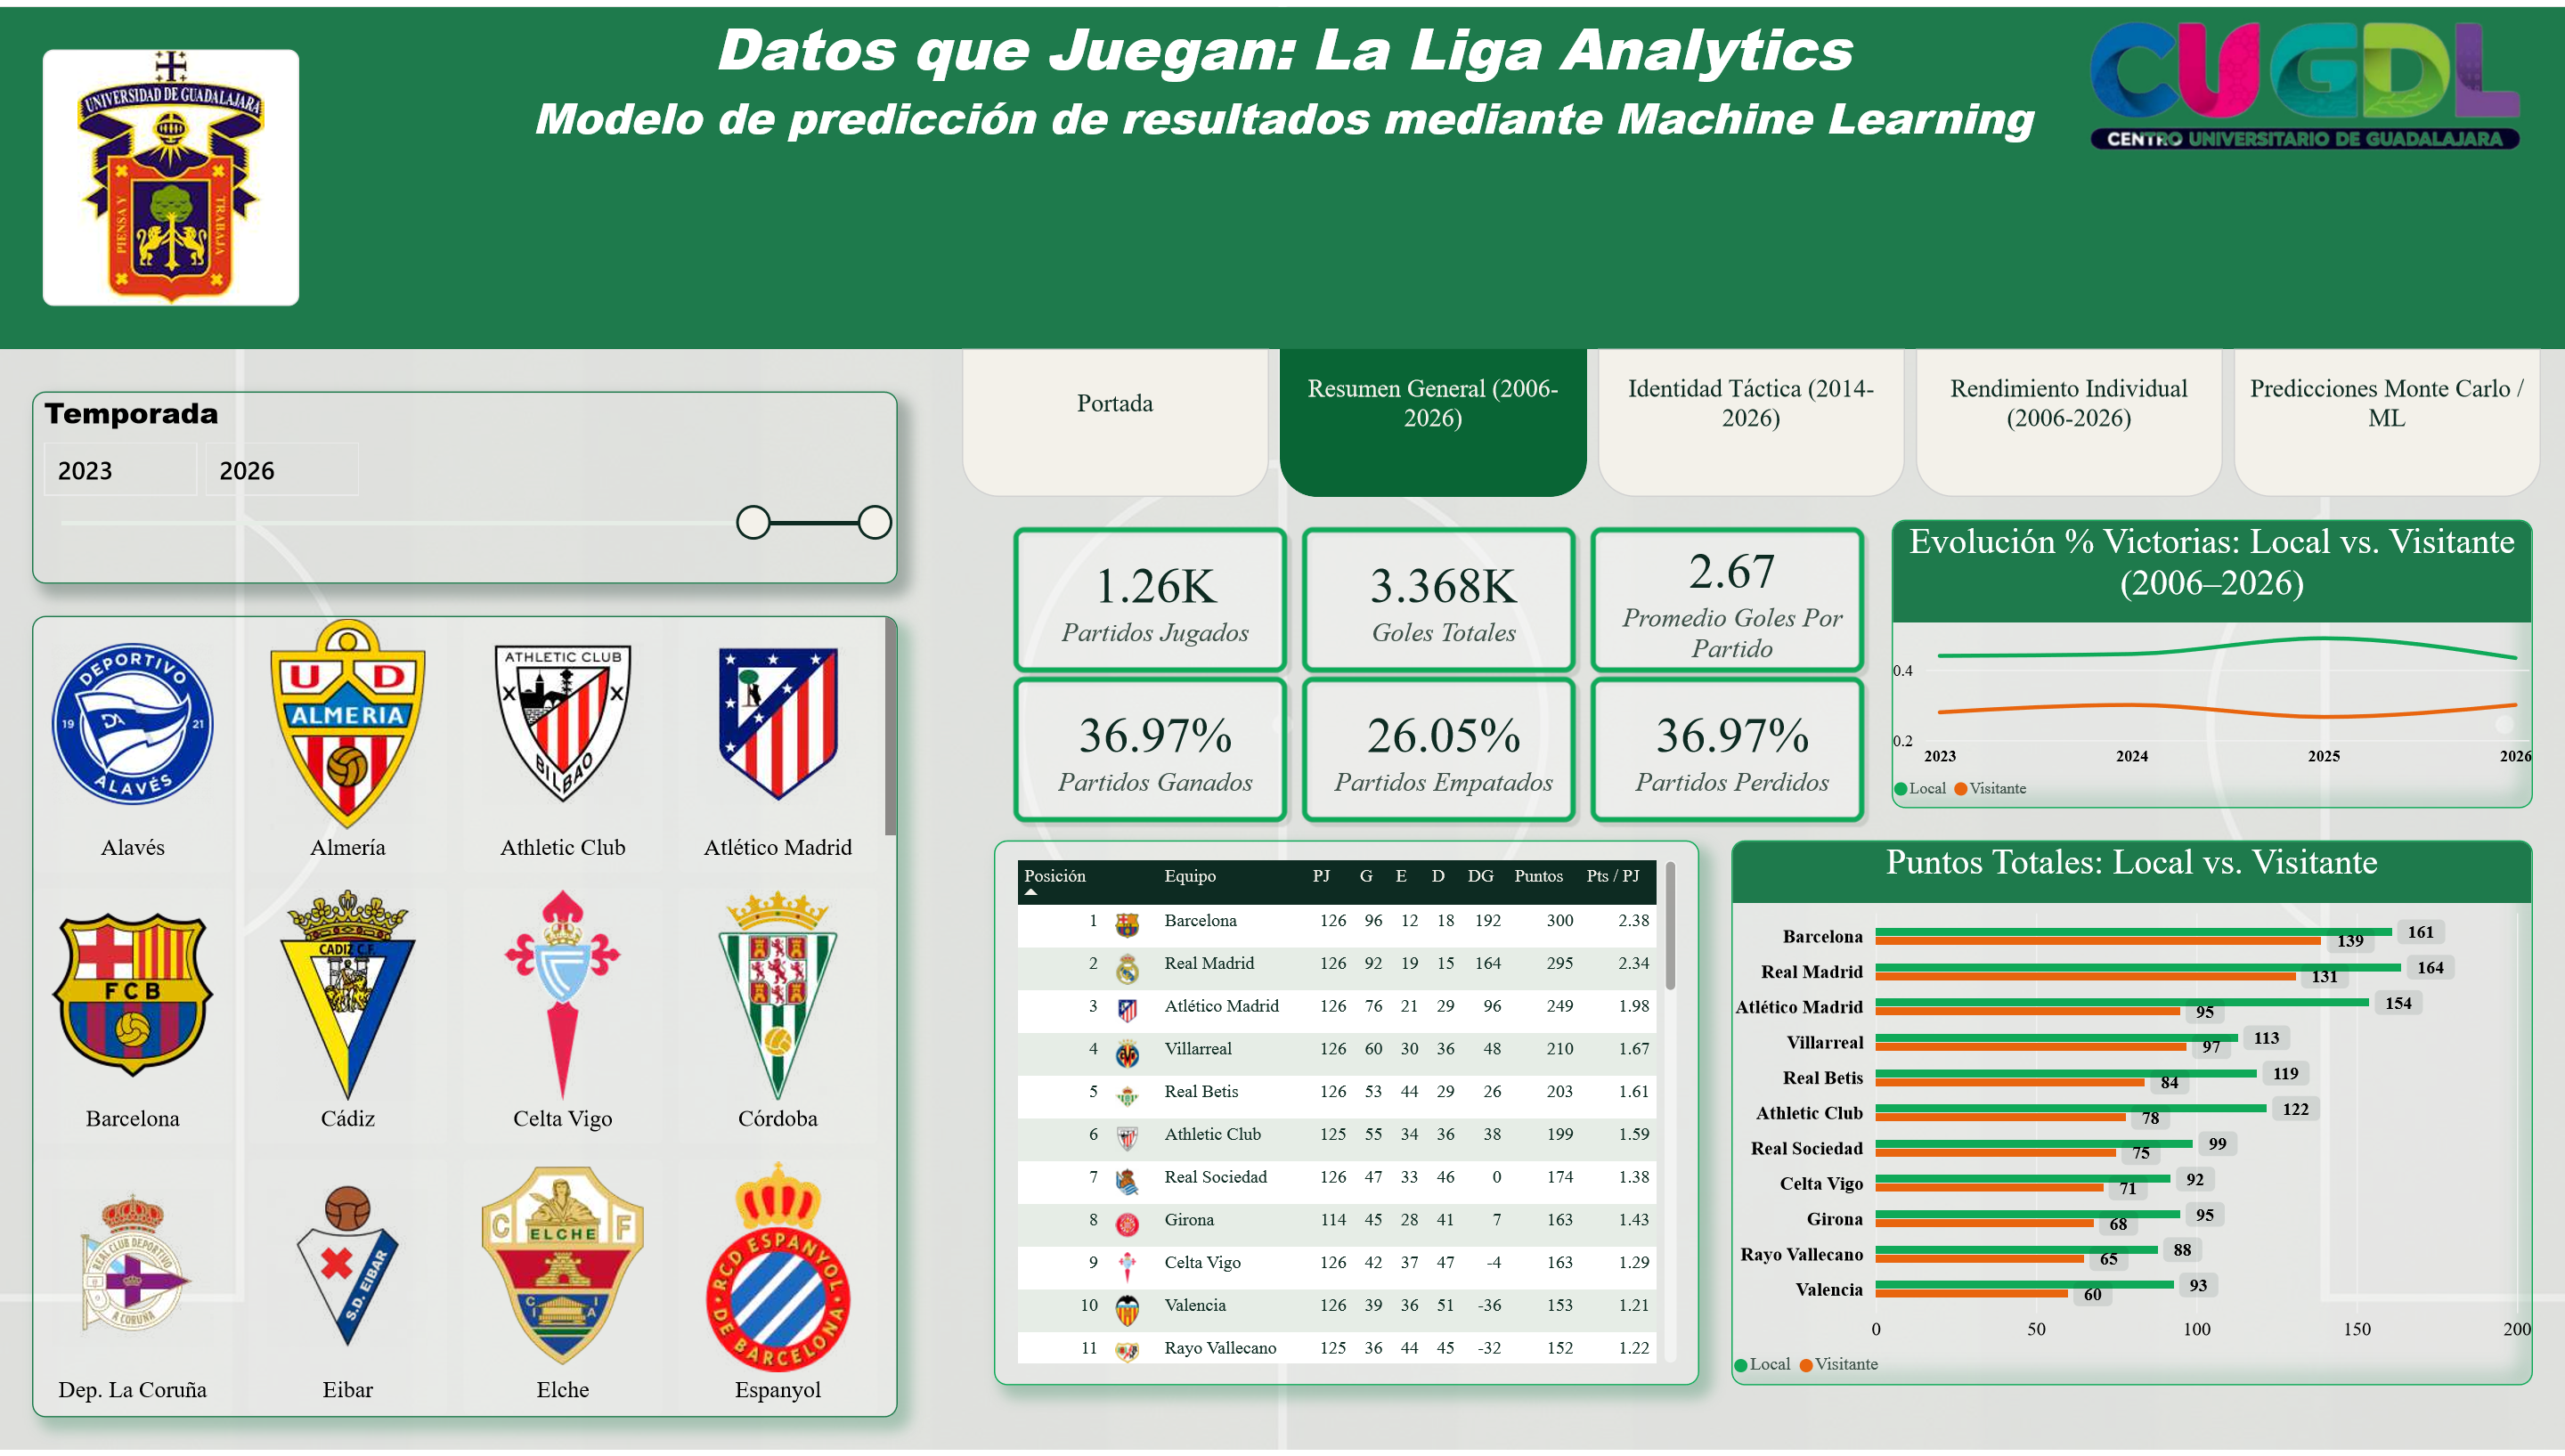 Datos que Juegan: La Liga Analytics
Modelo de predicción de resultados mediante Machine Learning
UNIVERSIDAD DE GUADALAJARA
PIENSA Y
TRABAJA
CUGDL
CENTRO UNIVERSITARIO DE GUADALAJARA
Portada
Resumen General (2006-
2026)
Identidad Táctica (2014-
2026)
Rendimiento Individual
(2006-2026)
Predicciones Monte Carlo /
ML
Temporada
2023 2026
DEPORTIVO
19 DA 21
ALAVÉS
Alavés
U D
ALMERIA
Almería
ATHLETIC CLUB
BILBAO
Athletic Club
Atlético Madrid
FCB
Barcelona
CADIZ C.F.
Cádiz
Celta Vigo
Córdoba
REAL CLUB DEPORTIVO
A CORUÑA
Dep. La Coruña
S.D. EIBAR
Eibar
C F
ELCHE
C I A
Elche
RCD ESPANYOL
DE BARCELONA
Espanyol
1.26K
Partidos Jugados
3.368K
Goles Totales
2.67
Promedio Goles Por
Partido
36.97%
Partidos Ganados
26.05%
Partidos Empatados
36.97%
Partidos Perdidos
Evolución % Victorias: Local vs. Visitante
(2006–2026)
0.4
0.2
2023 2024 2025 2026
Local Visitante
Posición Equipo PJ G E D DG Puntos Pts / PJ
1 Barcelona 126 96 12 18 192 300 2.38
2 Real Madrid 126 92 19 15 164 295 2.34
3 Atlético Madrid 126 76 21 29 96 249 1.98
4 Villarreal 126 60 30 36 48 210 1.67
5 Real Betis 126 53 44 29 26 203 1.61
6 Athletic Club 125 55 34 36 38 199 1.59
7 Real Sociedad 126 47 33 46 0 174 1.38
8 Girona 114 45 28 41 7 163 1.43
9 Celta Vigo 126 42 37 47 -4 163 1.29
10 Valencia 126 39 36 51 -36 153 1.21
11 Rayo Vallecano 125 36 44 45 -32 152 1.22
Puntos Totales: Local vs. Visitante
Barcelona 161 139
Real Madrid 164 131
Atlético Madrid 154 95
Villarreal 113 97
Real Betis 119 84
Athletic Club 122 78
Real Sociedad 99 75
Celta Vigo 92 71
Girona 95 68
Rayo Vallecano 88 65
Valencia 93 60
0 50 100 150 200
Local Visitante